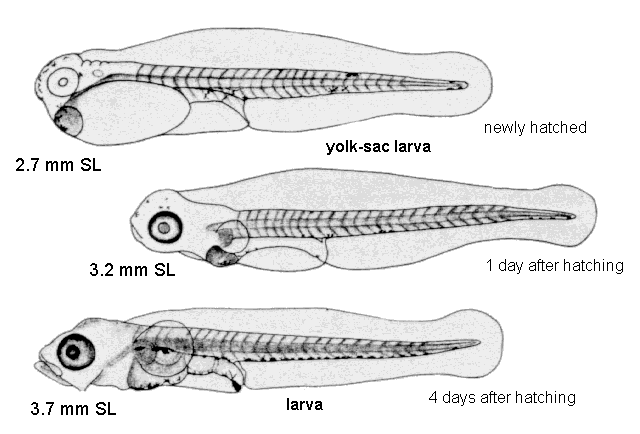 newly hatched
yolk-sac larva
2.7 mm SL
3.2 mm SL
1 day after hatching
3.7 mm SL
larva
4 days after hatching